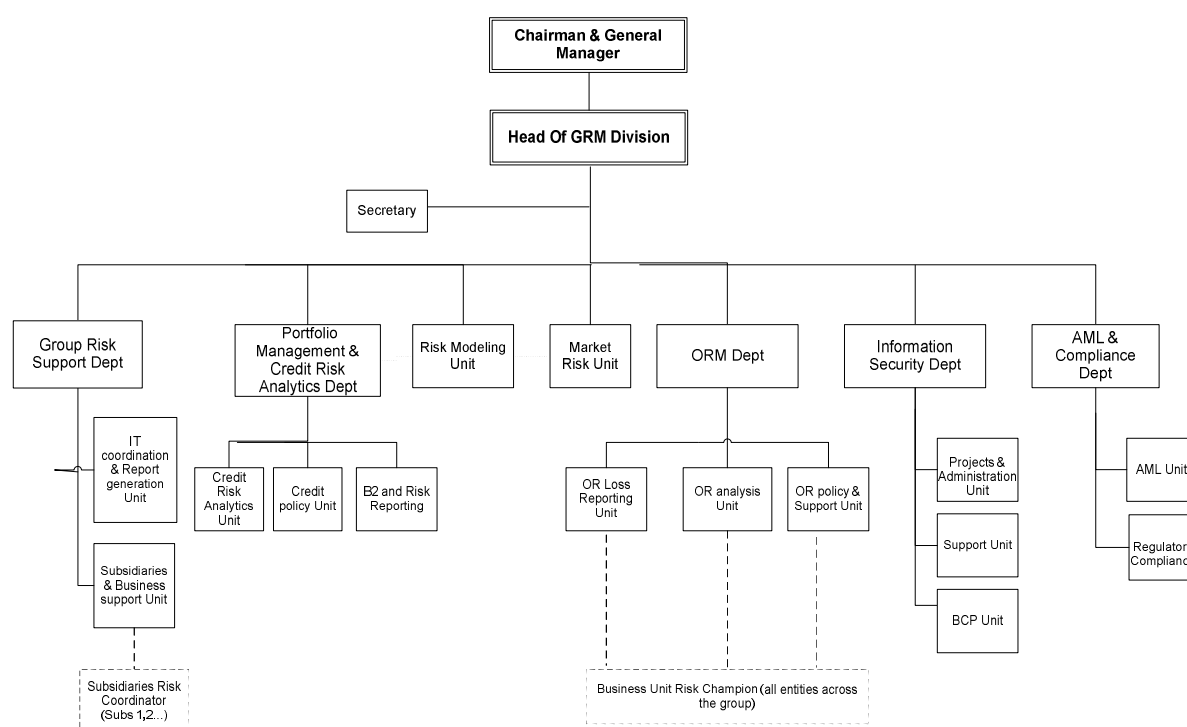 Chairman & General
Manager
Head Of GRM Division
Secretary
Group Risk
Support Dept
Portfolio
Management &
Credit Risk
Analytics Dept
Risk Modeling
Unit
Market
Risk Unit
ORM Dept
Information
Security Dept
AML &
Compliance
Dept
IT
coordination
& Report
generation
Unit
Subsidiaries
& Business
support Unit
Subsidiaries Risk
Coordinator
(Subs 1,2...)
Credit
Risk
Analytics
Unit
Credit
policy Unit
B2 and Risk
Reporting
OR Loss
Reporting
Unit
OR analysis
Unit
OR policy &
Support Unit
Business Unit Risk Champion (all entities across
the group)
Projects &
Administration
Unit
Support Unit
BCP Unit
AML Unit
Regulator
Complianc